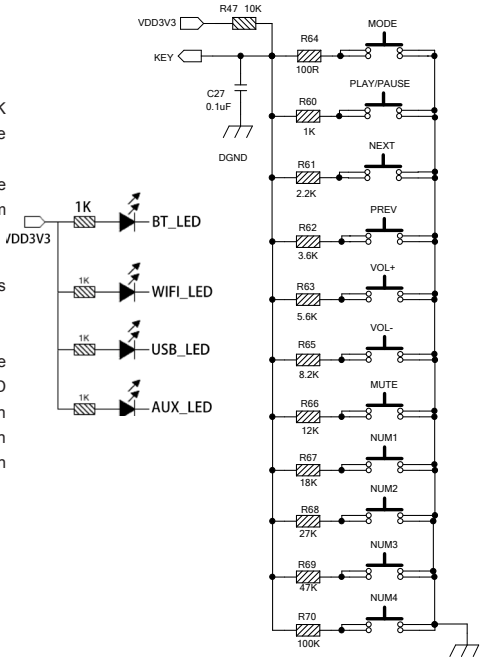 K
e
e
m
s
e
D
n
n
n
1K
BT_LED
VDD3V3
1K
WIFI_LED
1K
USB_LED
1K
AUX_LED
R47 10K
VDD3V3
KEY
C27
0.1uF
DGND
R64
100R
MODE
PLAY/PAUSE
R60
1K
NEXT
R61
2.2K
PREV
R62
3.6K
VOL+
R63
5.6K
VOL-
R65
8.2K
MUTE
R66
12K
NUM1
R67
18K
NUM2
R68
27K
NUM3
R69
47K
NUM4
R70
100K